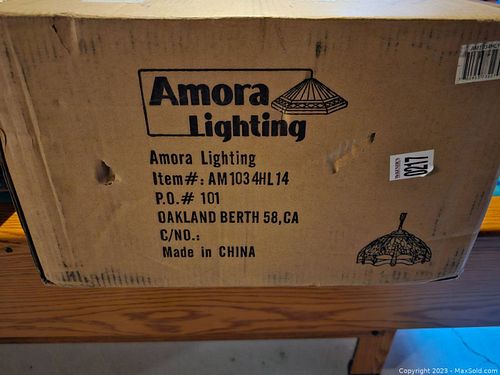 Amora
Lighting
Amora Lighting
Item#: AM1034HL14
P.O.# 101
OAKLAND BERTH 58,CA
C/NO.:
Made in CHINA
0217
Copyright 2023 - MaxSold.com